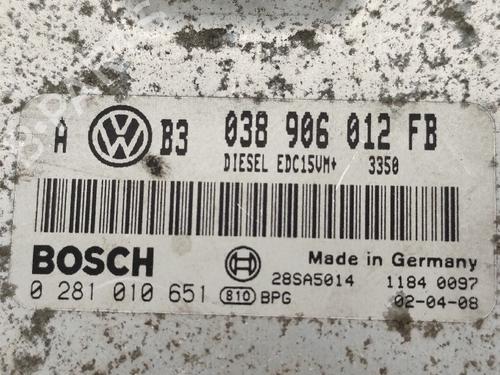 A VW B3 038 906 012 FB
DIESEL EDC15VM+ 3350
BOSCH
Made in Germany
28SA5014 1184 0097
0 281 010 651 810 BPG 02-04-08